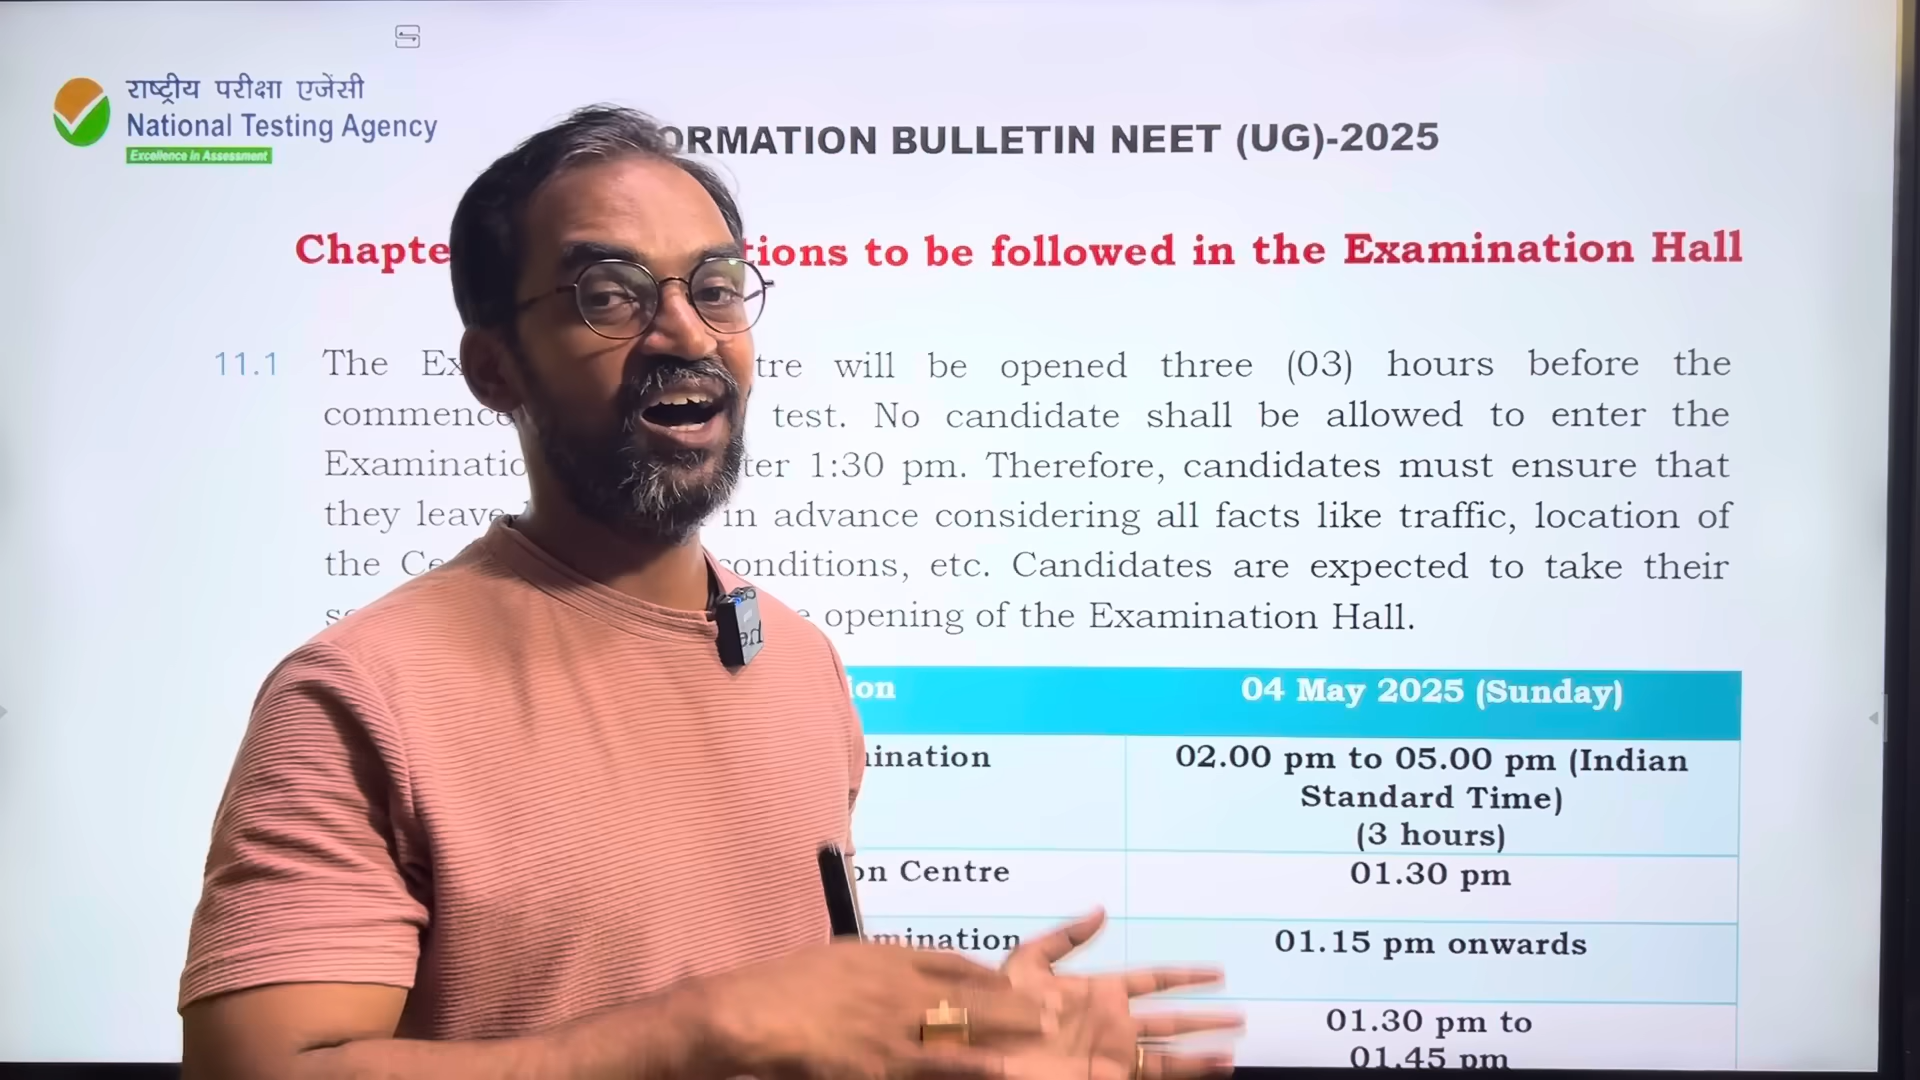 राष्ट्रीय परीक्षा एजेंसी
National Testing Agency
Excellence in Assessment
ORMATION BULLETIN NEET (UG)-2025
Chapte tions to be followed in the Examination Hall
11.1 The Ex tre will be opened three (03) hours before the
commence test. No candidate shall be allowed to enter the
Examinatio ter 1:30 pm. Therefore, candidates must ensure that
they leave in advance considering all facts like traffic, location of
the Ce conditions, etc. Candidates are expected to take their
opening of the Examination Hall.
ion 04 May 2025 (Sunday)
ination 02.00 pm to 05.00 pm (Indian
Standard Time)
(3 hours)
on Centre 01.30 pm
mination 01.15 pm onwards
01.30 pm to
01.45 pm